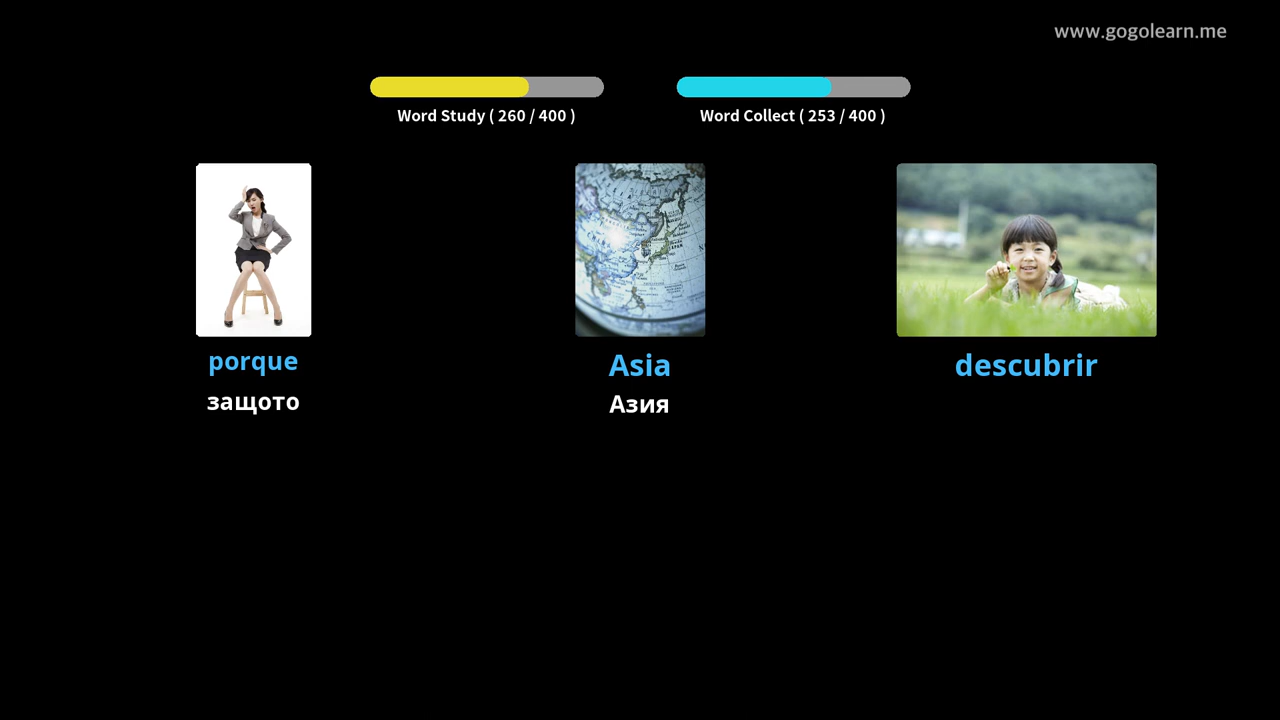 www.gogolearn.me
Word Study ( 260 / 400 )
Word Collect ( 253 / 400 )
porque
защото
Asia
Азия
descubrir